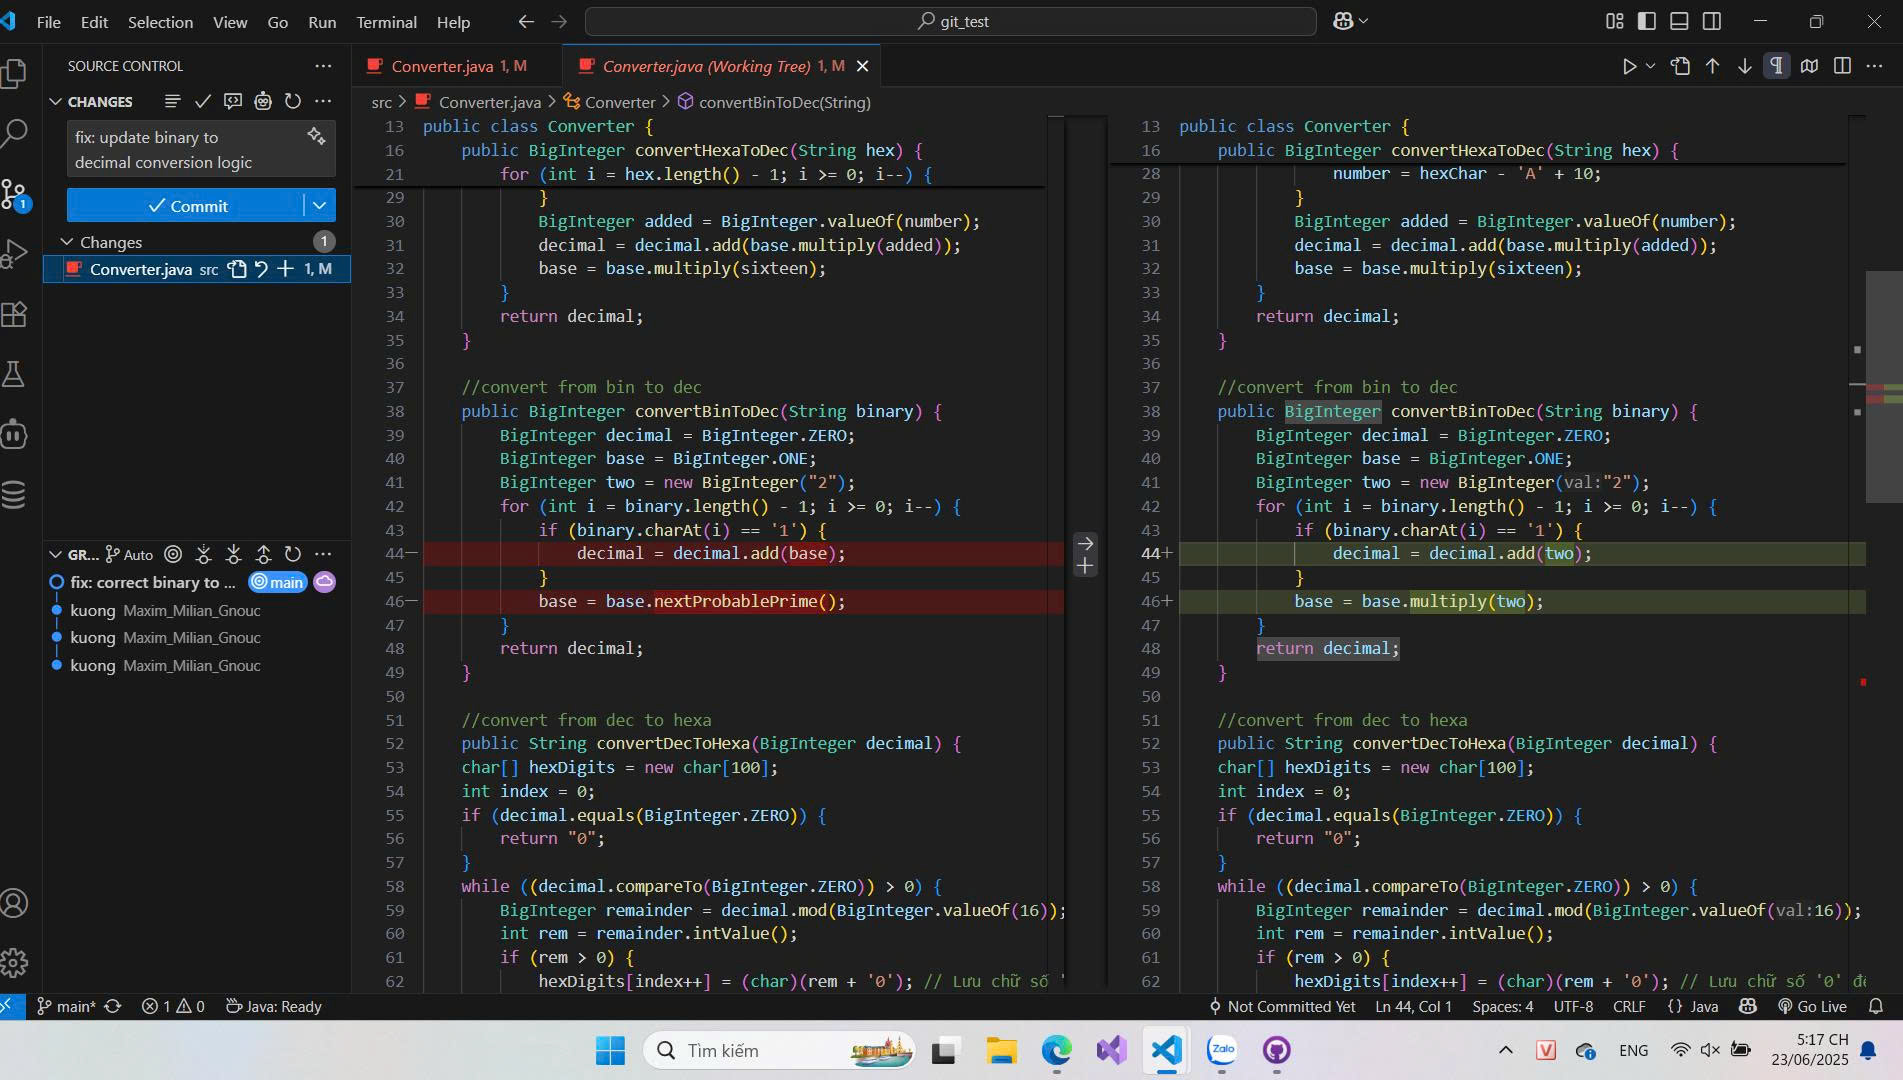 File Edit Selection View Go Run Terminal Help
git_test
SOURCE CONTROL
CHANGES
fix: update binary to
decimal conversion logic
Commit
Changes 1
Converter.java src 1, M
GR... Auto
fix: correct binary to ... main
kuong Maxim_Milian_Gnouc
kuong Maxim_Milian_Gnouc
kuong Maxim_Milian_Gnouc
Converter.java 1, M
Converter.java (Working Tree) 1, M
src > Converter.java > Converter > convertBinToDec(String)
13 public class Converter {
16 public BigInteger convertHexaToDec(String hex) {
21 for (int i = hex.length() - 1; i >= 0; i--) {
29 }
30 BigInteger added = BigInteger.valueOf(number);
31 decimal = decimal.add(base.multiply(added));
32 base = base.multiply(sixteen);
33 }
34 return decimal;
35 }
36
37 //convert from bin to dec
38 public BigInteger convertBinToDec(String binary) {
39 BigInteger decimal = BigInteger.ZERO;
40 BigInteger base = BigInteger.ONE;
41 BigInteger two = new BigInteger("2");
42 for (int i = binary.length() - 1; i >= 0; i--) {
43 if (binary.charAt(i) == '1') {
44— decimal = decimal.add(base);
45 }
46— base = base.nextProbablePrime();
47 }
48 return decimal;
49 }
50
51 //convert from dec to hexa
52 public String convertDecToHexa(BigInteger decimal) {
53 char[] hexDigits = new char[100];
54 int index = 0;
55 if (decimal.equals(BigInteger.ZERO)) {
56 return "0";
57 }
58 while ((decimal.compareTo(BigInteger.ZERO)) > 0) {
59 BigInteger remainder = decimal.mod(BigInteger.valueOf(16));
60 int rem = remainder.intValue();
61 if (rem > 0) {
62 hexDigits[index++] = (char)(rem + '0'); // Lưu chữ số '
13 public class Converter {
16 public BigInteger convertHexaToDec(String hex) {
28 number = hexChar - 'A' + 10;
29 }
30 BigInteger added = BigInteger.valueOf(number);
31 decimal = decimal.add(base.multiply(added));
32 base = base.multiply(sixteen);
33 }
34 return decimal;
35 }
36
37 //convert from bin to dec
38 public BigInteger convertBinToDec(String binary) {
39 BigInteger decimal = BigInteger.ZERO;
40 BigInteger base = BigInteger.ONE;
41 BigInteger two = new BigInteger(val:"2");
42 for (int i = binary.length() - 1; i >= 0; i--) {
43 if (binary.charAt(i) == '1') {
44+ decimal = decimal.add(two);
45 }
46+ base = base.multiply(two);
47 }
48 return decimal;
49 }
50
51 //convert from dec to hexa
52 public String convertDecToHexa(BigInteger decimal) {
53 char[] hexDigits = new char[100];
54 int index = 0;
55 if (decimal.equals(BigInteger.ZERO)) {
56 return "0";
57 }
58 while ((decimal.compareTo(BigInteger.ZERO)) > 0) {
59 BigInteger remainder = decimal.mod(BigInteger.valueOf(val:16));
60 int rem = remainder.intValue();
61 if (rem > 0) {
62 hexDigits[index++] = (char)(rem + '0'); // Lưu chữ số '0' để
main* 1 0 Java: Ready
Not Committed Yet Ln 44, Col 1 Spaces: 4 UTF-8 CRLF {} Java Go Live
Tìm kiếm
Zalo
V
ENG
5:17 CH
23/06/2025